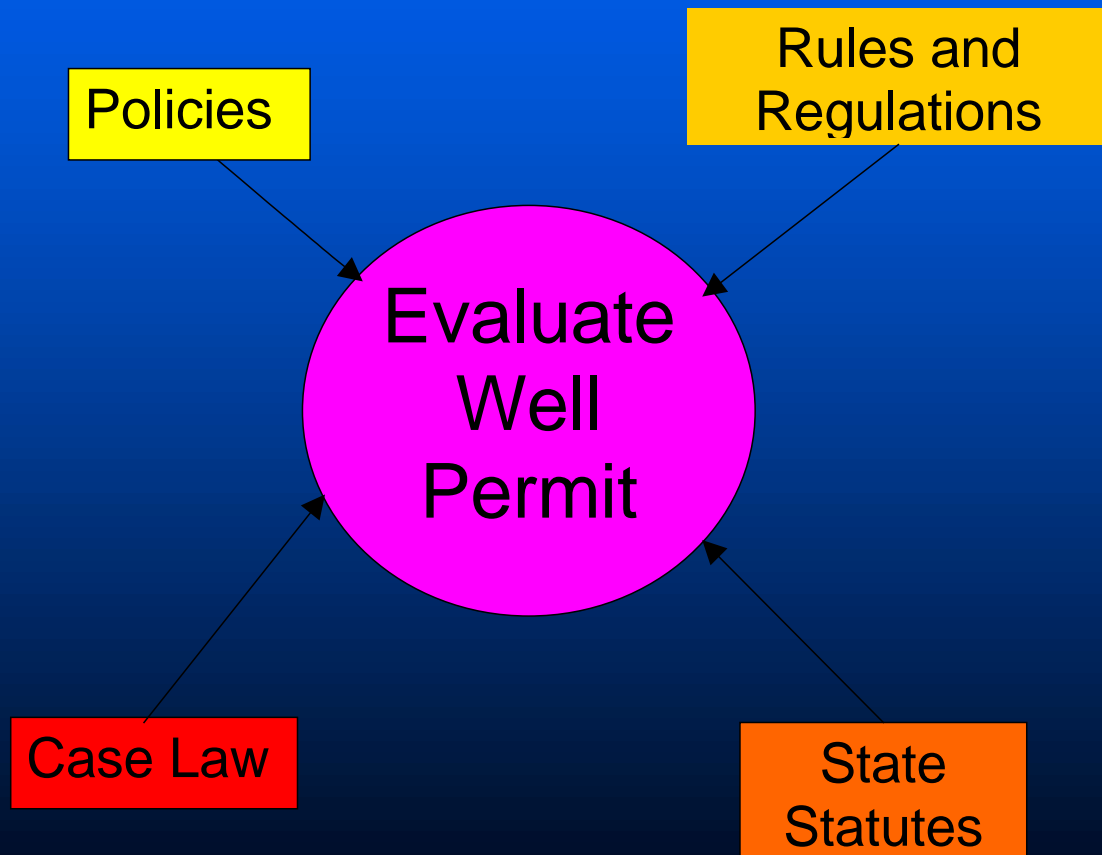 Policies
Rules and
Regulations
Evaluate
Well
Permit
Case Law
State
Statutes